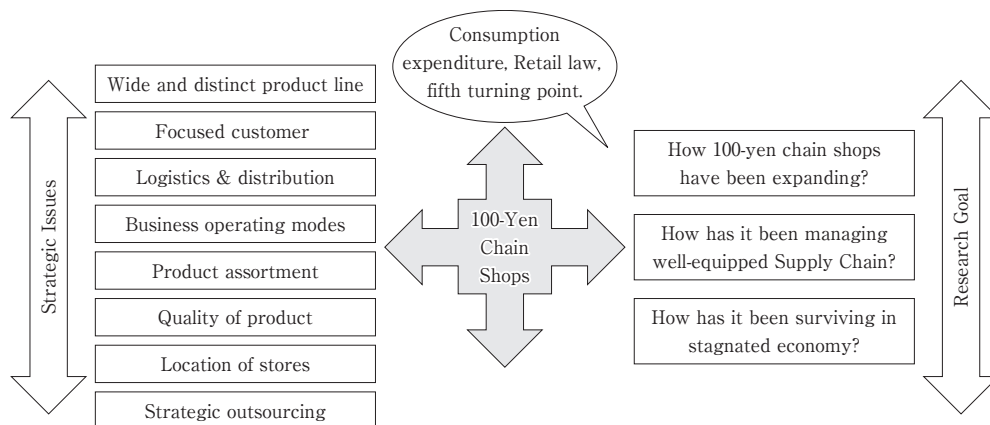 Strategic Issues
Wide and distinct product line
Focused customer
Logistics & distribution
Business operating modes
Product assortment
Quality of product
Location of stores
Strategic outsourcing
Consumption
expenditure, Retail law,
fifth turning point.
100-Yen
Chain
Shops
How 100-yen chain shops
have been expanding?
How has it been managing
well-equipped Supply Chain?
How has it been surviving in
stagnated economy?
Research Goal